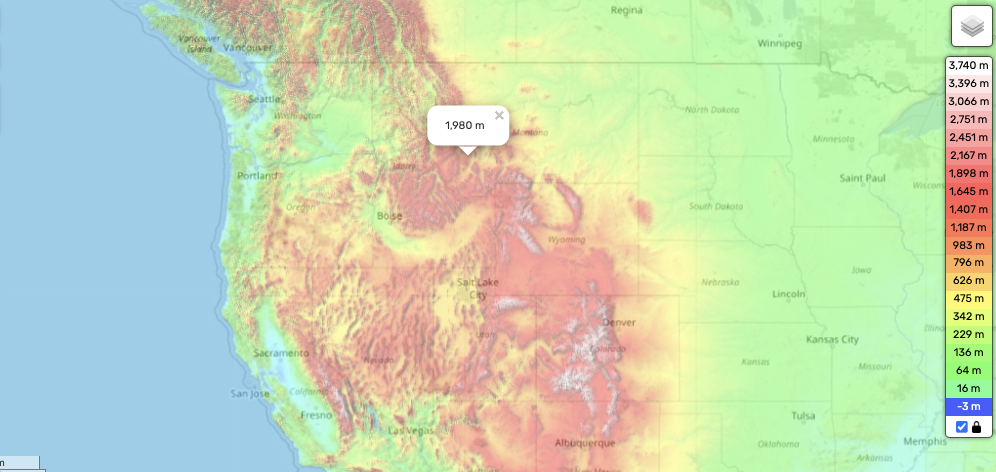 Regina
Vancouver
Island
Vancouver
Winnipeg
3,740 m
3,396 m
Seattle
3,066 m
Washington
North Dakota
2,751 m
1,980 m
×
Montana
2,451 m
Minnesota
2,167 m
Portland
Saint Paul
1,898 m
Oregon
South Dakota
1,645 m
Boise
1,407 m
Wyoming
1,187 m
983 m
796 m
Salt Lake
City
Nebraska
Iowa
626 m
Lincoln
475 m
342 m
Denver
Utah
229 m
Kansas City
Sacramento
Nevada
Colorado
136 m
Kansas
Missouri
64 m
San Jose
California
16 m
Fresno
-3 m
Tulsa
Las Vegas
Albuquerque
Oklahoma
Memphis
Arkansas
m